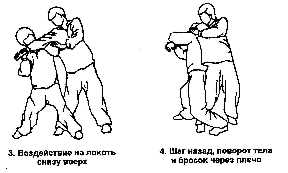 3. Воздействие на локоть
снизу вверх
4. Шаг назад, поворот тела
и бросок через плечо